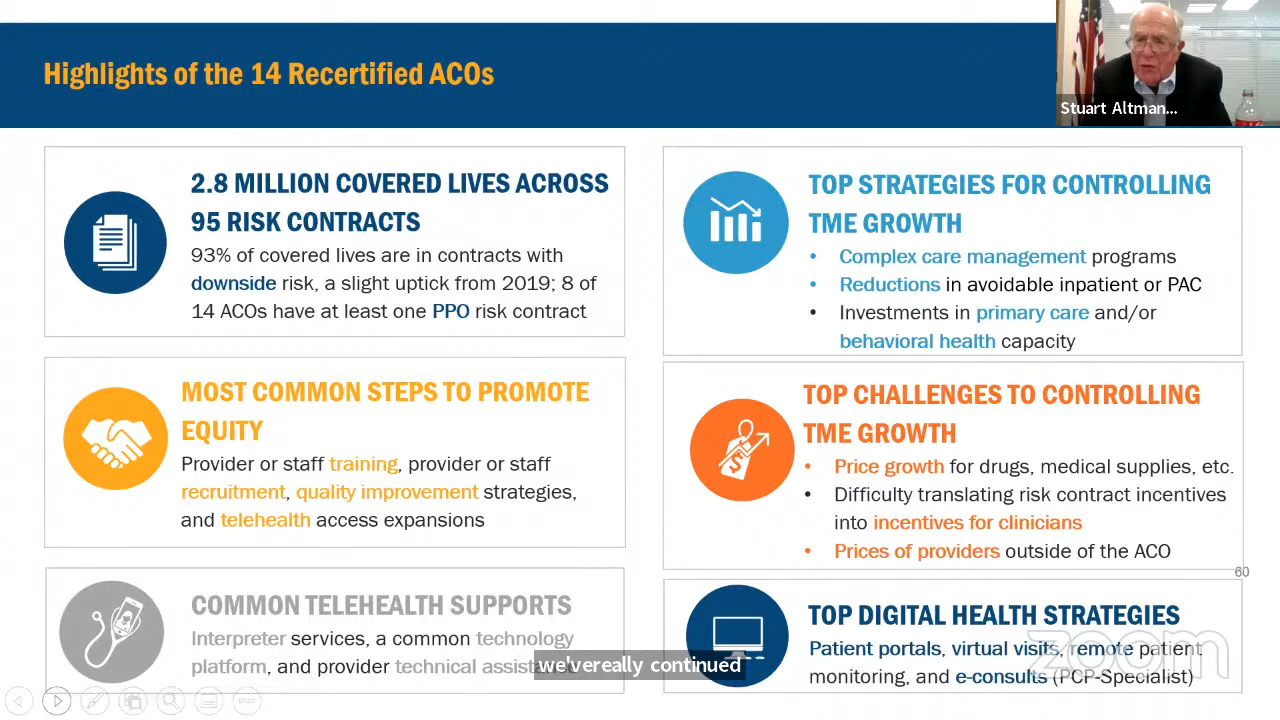 Highlights of the 14 Recertified ACOs
Stuart Altman...
2.8 MILLION COVERED LIVES ACROSS
95 RISK CONTRACTS
93% of covered lives are in contracts with
downside risk, a slight uptick from 2019; 8 of
14 ACOs have at least one PPO risk contract
TOP STRATEGIES FOR CONTROLLING
TME GROWTH
• Complex care management programs
• Reductions in avoidable inpatient or PAC
• Investments in primary care and/or
behavioral health capacity
MOST COMMON STEPS TO PROMOTE
EQUITY
Provider or staff training, provider or staff
recruitment, quality improvement strategies,
and telehealth access expansions
TOP CHALLENGES TO CONTROLLING
TME GROWTH
• Price growth for drugs, medical supplies, etc.
• Difficulty translating risk contract incentives
into incentives for clinicians
• Prices of providers outside of the ACO
60
COMMON TELEHEALTH SUPPORTS
Interpreter services, a common technology
platform, and provider technical
TOP DIGITAL HEALTH STRATEGIES
Patient portals, virtual visits, remote patient
monitoring, and e-consults (PCP-Specialist)
zoom
we'vereally continued